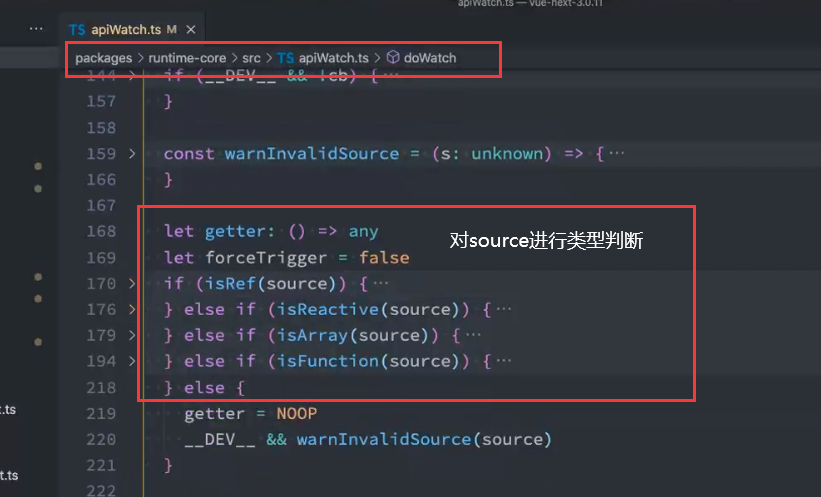 apiWatch.ts — vue-next-3.0.11
··· TS apiWatch.ts M ×
packages > runtime-core > src > TS apiWatch.ts > doWatch
144 > if (__DEV__ && !cb) { ···
157 }
158
159 > const warnInvalidSource = (s: unknown) => { ···
166 }
167
168 let getter: () => any
对source进行类型判断
169 let forceTrigger = false
170 > if (isRef(source)) { ···
176 > } else if (isReactive(source)) { ···
179 > } else if (isArray(source)) { ···
194 > } else if (isFunction(source)) { ···
218 } else {
.ts
219 getter = NOOP
220 __DEV__ && warnInvalidSource(source)
221 }
t.ts
222